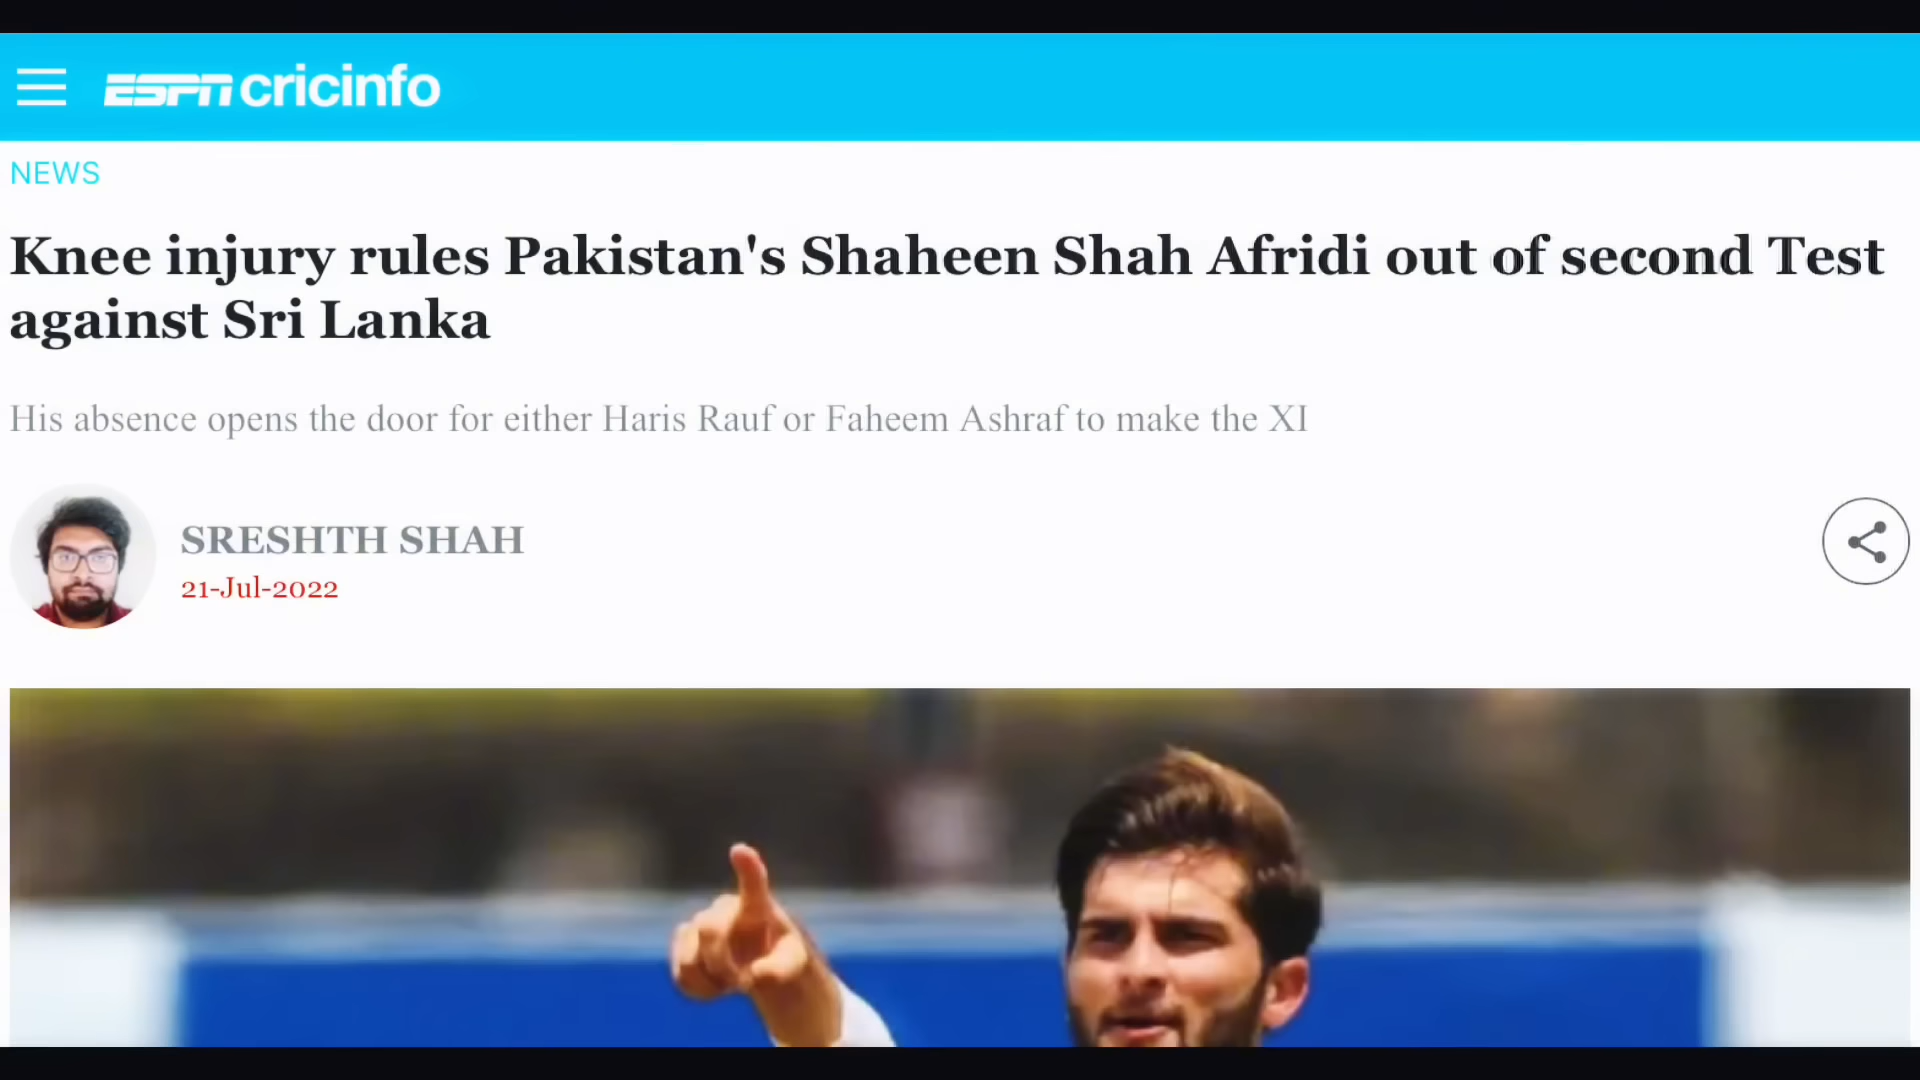 ESPN cricinfo
NEWS
Knee injury rules Pakistan's Shaheen Shah Afridi out of second Test
against Sri Lanka
His absence opens the door for either Haris Rauf or Faheem Ashraf to make the XI
SRESHTH SHAH
21-Jul-2022